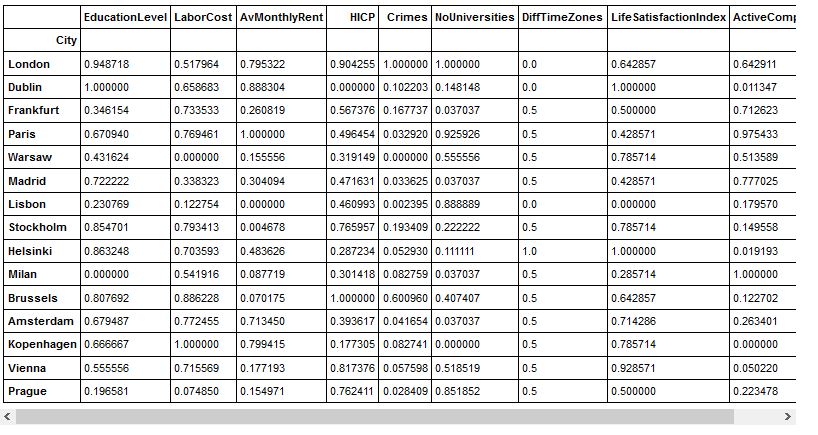 EducationLevel LaborCost AvMonthlyRent HICP Crimes NoUniversities DiffTimeZones LifeSatisfactionIndex ActiveComp
City
London 0.948718 0.517964 0.795322 0.904255 1.000000 1.000000 0.0 0.642857 0.642911
Dublin 1.000000 0.658683 0.888304 0.000000 0.102203 0.148148 0.0 1.000000 0.011347
Frankfurt 0.346154 0.733533 0.260819 0.567376 0.167737 0.037037 0.5 0.500000 0.712623
Paris 0.670940 0.769461 1.000000 0.496454 0.032920 0.925926 0.5 0.428571 0.975433
Warsaw 0.431624 0.000000 0.155556 0.319149 0.000000 0.555556 0.5 0.785714 0.513589
Madrid 0.722222 0.338323 0.304094 0.471631 0.033625 0.037037 0.5 0.428571 0.777025
Lisbon 0.230769 0.122754 0.000000 0.460993 0.002395 0.888889 0.0 0.000000 0.179570
Stockholm 0.854701 0.793413 0.004678 0.765957 0.193409 0.222222 0.5 0.785714 0.149558
Helsinki 0.863248 0.703593 0.483626 0.287234 0.052930 0.111111 1.0 1.000000 0.019193
Milan 0.000000 0.541916 0.087719 0.301418 0.082759 0.037037 0.5 0.285714 1.000000
Brussels 0.807692 0.886228 0.070175 1.000000 0.600960 0.407407 0.5 0.642857 0.122702
Amsterdam 0.679487 0.772455 0.713450 0.393617 0.041654 0.037037 0.5 0.714286 0.263401
Kopenhagen 0.666667 1.000000 0.799415 0.177305 0.082741 0.000000 0.5 0.785714 0.000000
Vienna 0.555556 0.715569 0.177193 0.817376 0.057598 0.518519 0.5 0.928571 0.050220
Prague 0.196581 0.074850 0.154971 0.762411 0.028409 0.851852 0.5 0.500000 0.223478